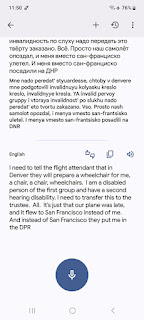 11:50
76%
инвалидность по слуху надо передать это
твёрту заказано. Всё. Просто наш самолёт
опоздал, и меня вместо сан-франциско
улетел. И меня вместо сан-франциско
посадили на ДНР
Mne nado peredat' styuardesse, chtoby v denvere
mne podgotovili invalidnuyu kolyasku kreslo
kreslo, invalidnyye kresla. YA invalid pervoy
gruppy i vtoraya invalidnost' po slukhu nado
peredat' eto tvortu zakazano. Vso. Prosto nash
samolot opozdal, i menya vmesto san-frantsisko
uletel. I menya vmesto san-frantsisko posadili na
DNR
English
I need to tell the flight attendant that in
Denver they will prepare a wheelchair for me,
a chair, a chair, wheelchairs. I am a disabled
person of the first group and have a second
hearing disability. I need to transfer this to the
trustee. All. It's just that our plane was late,
and it flew to San Francisco instead of me.
And instead of San Francisco they put me in
the DPR